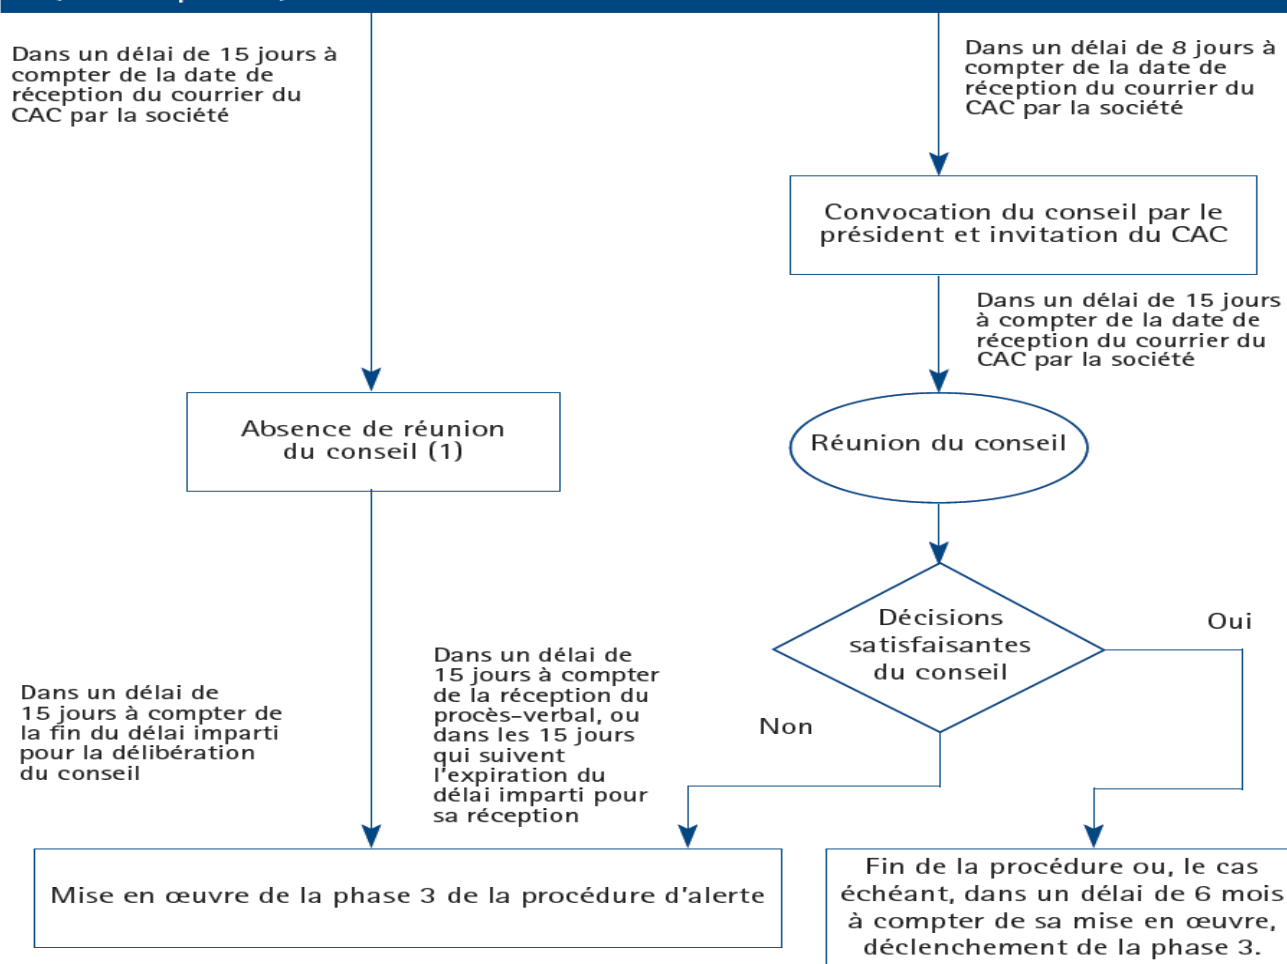 Dans un délai de 15 jours à
compter de la date de
réception du courrier du
CAC par la société
Dans un délai de 8 jours à
compter de la date de
réception du courrier du
CAC par la société
Convocation du conseil par le
président et invitation du CAC
Dans un délai de 15 jours
à compter de la date de
réception du courrier du
CAC par la société
Absence de réunion
du conseil (1)
Réunion du conseil
Décisions
satisfaisantes
du conseil
Oui
Non
Dans un délai de
15 jours à compter de
la fin du délai imparti
pour la délibération
du conseil
Dans un délai de
15 jours à compter
de la réception du
procès-verbal, ou
dans les 15 jours
qui suivent
l'expiration du
délai imparti pour
sa réception
Mise en œuvre de la phase 3 de la procédure d'alerte
Fin de la procédure ou, le cas
échéant, dans un délai de 6 mois
à compter de sa mise en œuvre,
déclenchement de la phase 3.